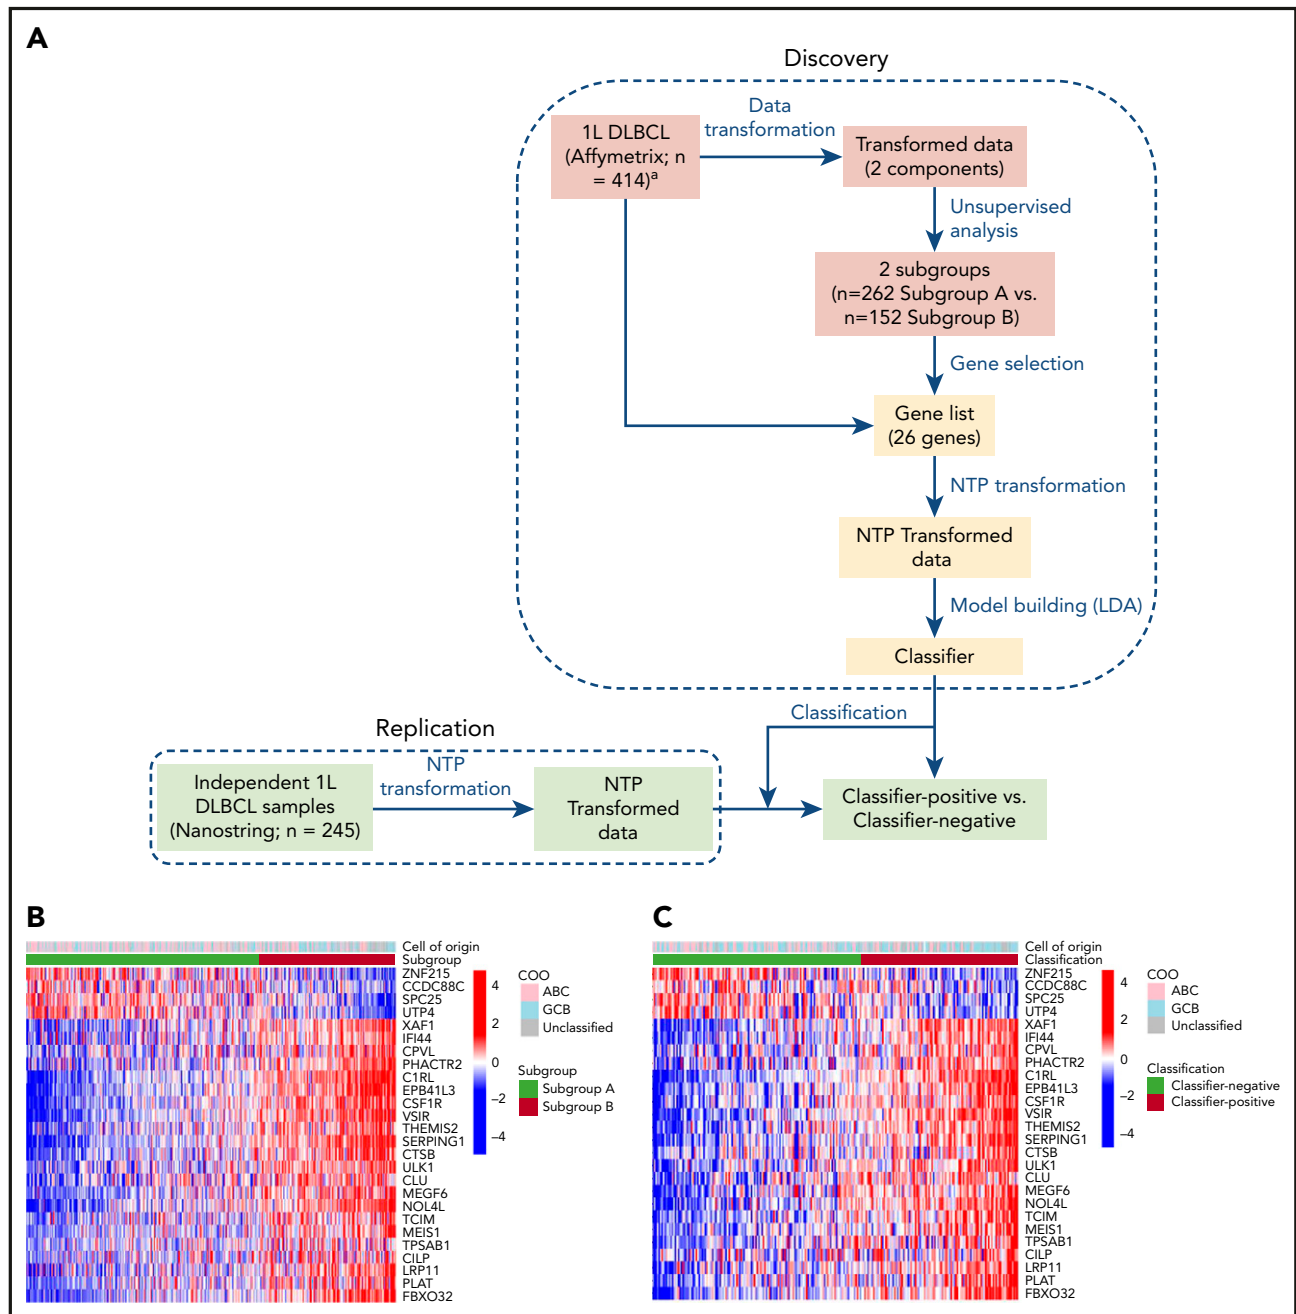 A
Discovery
1L DLBCL
(Affymetrix; n
= 414)a
Data
transformation
Transformed data
(2 components)
Unsupervised
analysis
2 subgroups
(n=262 Subgroup A vs.
n=152 Subgroup B)
Gene selection
Gene list
(26 genes)
NTP transformation
NTP Transformed
data
Model building (LDA)
Classifier
Classification
Replication
Independent 1L
DLBCL samples
(Nanostring; n = 245)
NTP
transformation
NTP
Transformed
data
Classifier-positive vs.
Classifier-negative
B
Cell of origin
Subgroup
ZNF215
CCDC88C
SPC25
UTP4
XAF1
IFI44
CPVL
PHACTR2
C1RL
EPB41L3
CSF1R
VSIR
THEMIS2
SERPING1
CTSB
ULK1
CLU
MEGF6
NOL4L
TCIM
MEIS1
TPSAB1
CILP
LRP11
PLAT
FBXO32
4
2
0
−2
−4
COO
ABC
GCB
Unclassified
Subgroup
Subgroup A
Subgroup B
C
Cell of origin
Classification
ZNF215
CCDC88C
SPC25
UTP4
XAF1
IFI44
CPVL
PHACTR2
C1RL
EPB41L3
CSF1R
VSIR
THEMIS2
SERPING1
CTSB
ULK1
CLU
MEGF6
NOL4L
TCIM
MEIS1
TPSAB1
CILP
LRP11
PLAT
FBXO32
4
2
0
−2
−4
COO
ABC
GCB
Unclassified
Classification
Classifier-negative
Classifier-positive